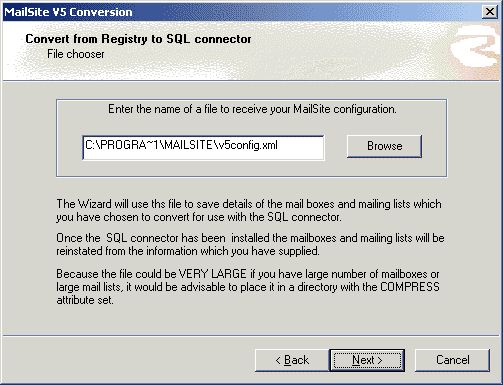 MailSite V5 Conversion
Convert from Registry to SQL connector
File chooser
Enter the name of a file to receive your MailSite configuration.
C:\PROGRA~1\MAILSITE\v5config.xml
Browse
The Wizard will use ths file to save details of the mail boxes and mailing lists which
you have chosen to convert for use with the SQL connector.
Once the  SQL connector has been  installed the mailboxes and mailing lists will be
reinstated from the information which you have supplied.
Because the file could be VERY LARGE if you have large number of mailboxes or
large mail lists, it would be advisable to place it in a directory with the COMPRESS
attribute set.
< Back
Next >
Cancel